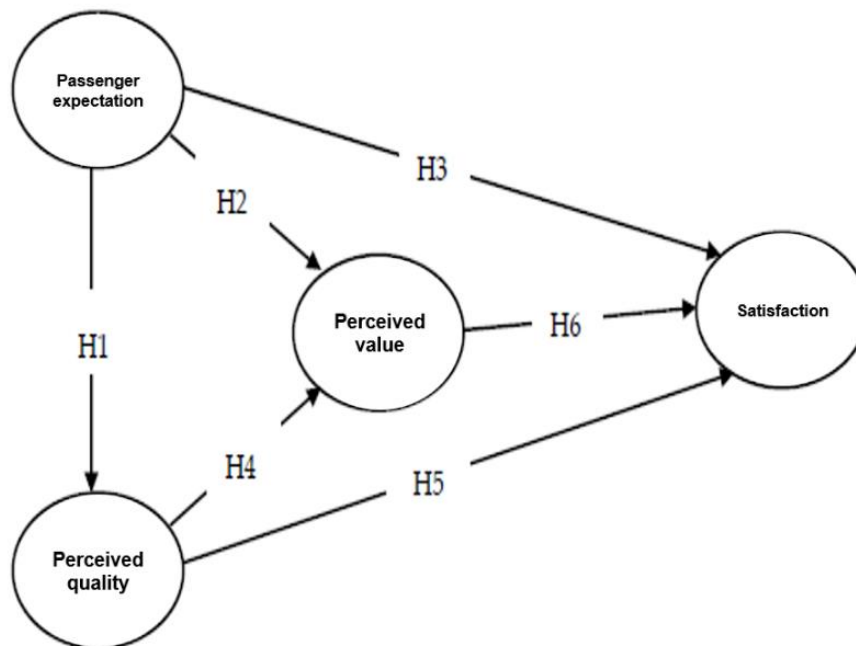 Passenger
expectation
H3
H2
Perceived
value
H6
Satisfaction
H1
H4
H5
Perceived
quality